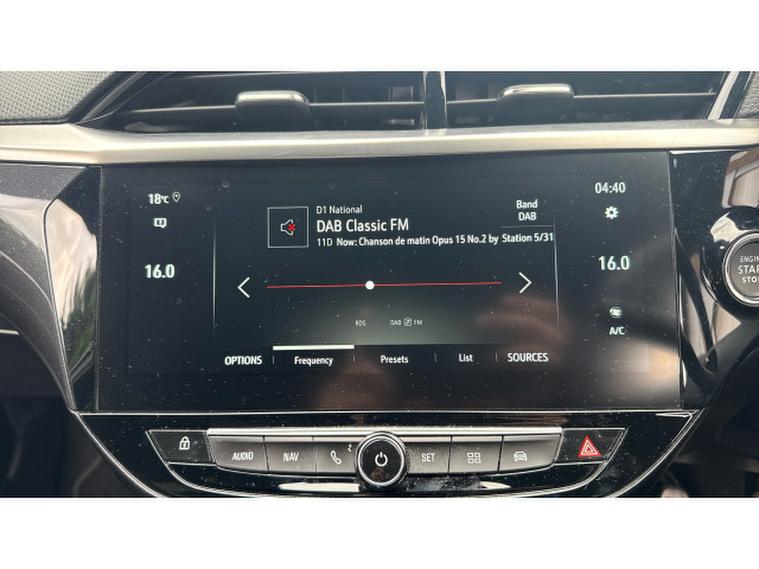 18°C
04:40
D1 National
Band
DAB Classic FM
DAB
11D Now: Chanson de matin Opus 15 No.2 by Station 5/31
16.0
16.0
RDS DAB FM
A/C
OPTIONS Frequency Presets List SOURCES
ENGINE
START
STOP
AUDIO NAV SET